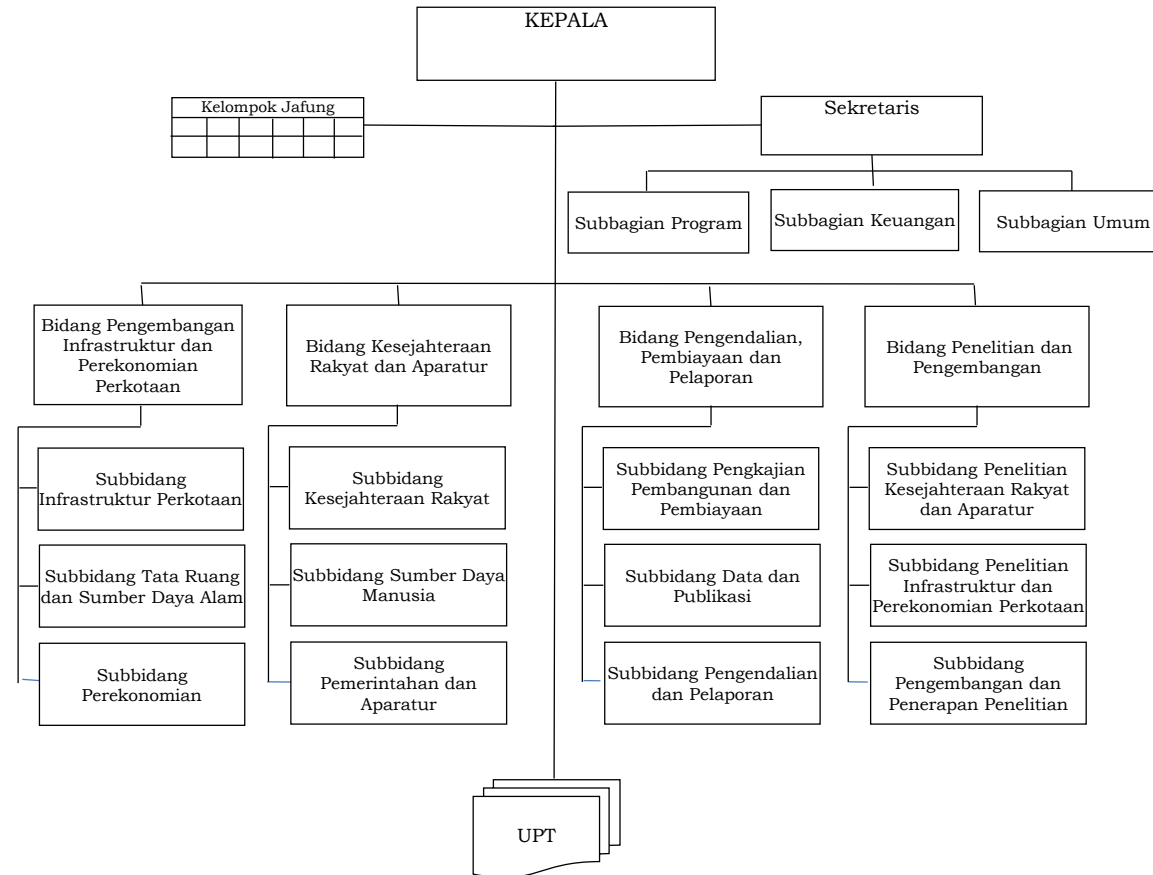 KEPALA
Kelompok Jafung
Sekretaris
Subbagian Program
Subbagian Keuangan
Subbagian Umum
Bidang Pengembangan
Infrastruktur dan
Perekonomian
Perkotaan
Bidang Kesejahteraan
Rakyat dan Aparatur
Bidang Pengendalian,
Pembiayaan dan
Pelaporan
Bidang Penelitian dan
Pengembangan
Subbidang
Infrastruktur Perkotaan
Subbidang
Kesejahteraan Rakyat
Subbidang Pengkajian
Pembangunan dan
Pembiayaan
Subbidang Penelitian
Kesejahteraan Rakyat
dan Aparatur
Subbidang Tata Ruang
dan Sumber Daya Alam
Subbidang Sumber Daya
Manusia
Subbidang Data dan
Publikasi
Subbidang Penelitian
Infrastruktur dan
Perekonomian Perkotaan
Subbidang
Perekonomian
Subbidang
Pemerintahan dan
Aparatur
Subbidang Pengendalian
dan Pelaporan
Subbidang
Pengembangan dan
Penerapan Penelitian
UPT